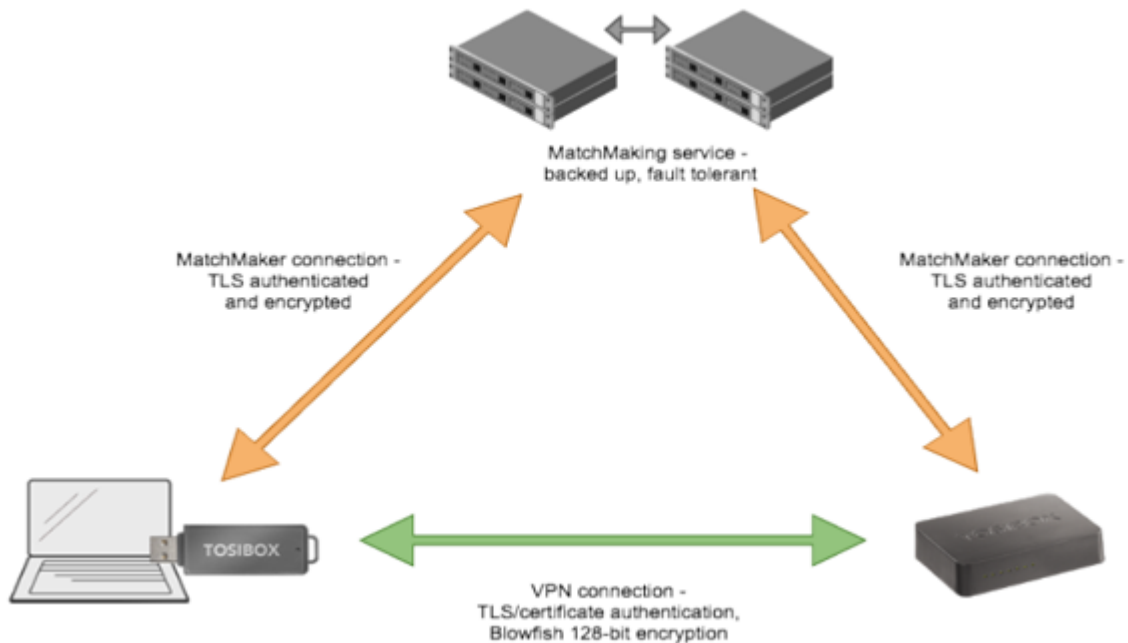 MatchMaking service -
backed up, fault tolerant
MatchMaker connection -
TLS authenticated
and encrypted
MatchMaker connection -
TLS authenticated
and encrypted
TOSIBOX
TOSIBOX
VPN connection -
TLS/certificate authentication,
Blowfish 128-bit encryption